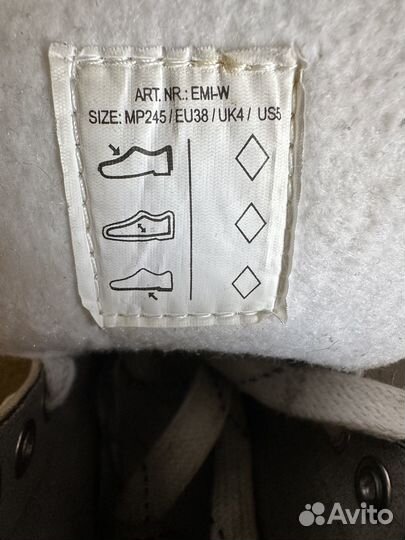 ART. NR.: EMI-W
SIZE: MP245 / EU38 / UK4 / US5
Avito